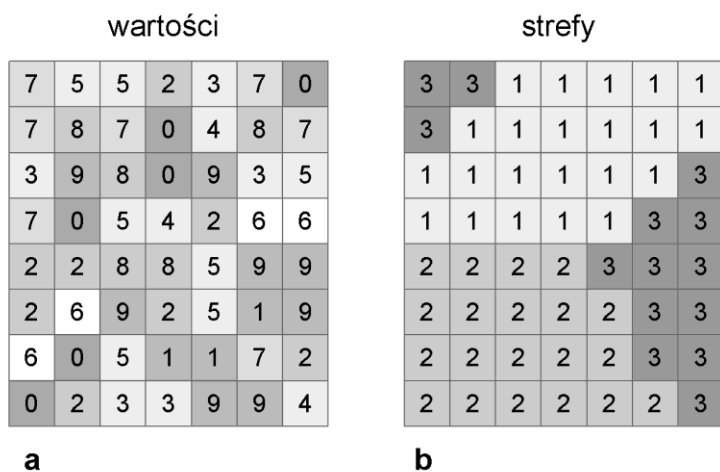 wartości strefy
7 5 5 2 3 7 0 3 3 1 1 1 1 1
7 8 7 0 4 8 7 3 1 1 1 1 1 1
3 9 8 0 9 3 5 1 1 1 1 1 1 3
7 0 5 4 2 6 6 1 1 1 1 1 3 3
2 2 8 8 5 9 9 2 2 2 2 3 3 3
2 6 9 2 5 1 9 2 2 2 2 2 3 3
6 0 5 1 1 7 2 2 2 2 2 2 3 3
0 2 3 3 9 9 4 2 2 2 2 2 2 3
a b